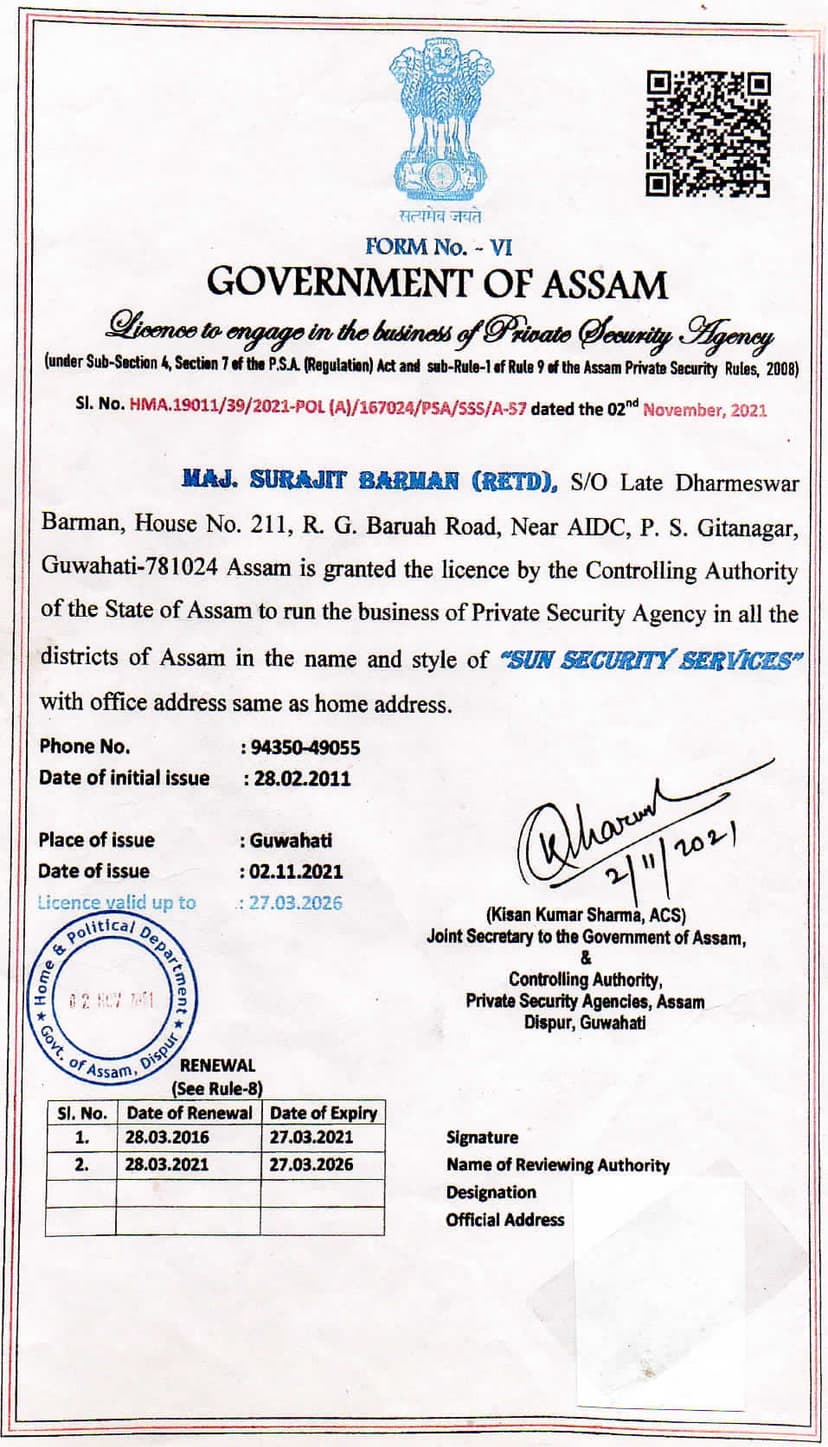 सत्यमेव जयते
FORM No. - VI
GOVERNMENT OF ASSAM
Licence to engage in the business of Private Security Agency
(under Sub-Section 4, Section 7 of the P.S.A. (Regulation) Act and sub-Rule-1 of Rule 9 of the Assam Private Security Rules, 2008)
Sl. No. HMA.19011/39/2021-POL (A)/167024/PSA/SSS/A-57 dated the 02nd November, 2021
MAJ. SURAJIT BARMAN (RETD), S/O Late Dharmeswar
Barman, House No. 211, R. G. Baruah Road, Near AIDC, P. S. Gitanagar,
Guwahati-781024 Assam is granted the licence by the Controlling Authority
of the State of Assam to run the business of Private Security Agency in all the
districts of Assam in the name and style of "SUN SECURITY SERVICES"
with office address same as home address.
Phone No. : 94350-49055
Date of initial issue : 28.02.2011
Place of issue : Guwahati
Date of issue : 02.11.2021
Licence valid up to .: 27.03.2026
2/11/2021
(Kisan Kumar Sharma, ACS)
Joint Secretary to the Government of Assam,
&
Controlling Authority,
Private Security Agencies, Assam
Dispur, Guwahati
Home & Political Department
Govt. of Assam, Dispur
02 NOV
RENEWAL
(See Rule-8)
Sl. No. Date of Renewal Date of Expiry
1. 28.03.2016 27.03.2021
2. 28.03.2021 27.03.2026
Signature
Name of Reviewing Authority
Designation
Official Address